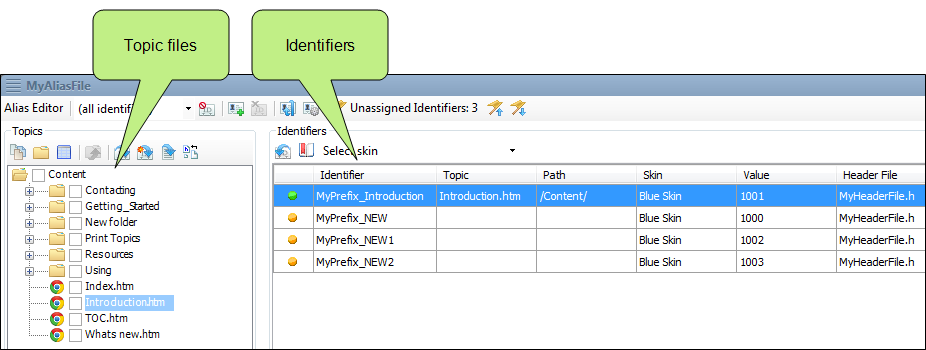 Topic files
Identifiers
MyAliasFile
Alias Editor (all identif Unassigned Identifiers: 3
Topics
Identifiers
Select skin
Content
Contacting
Getting_Started
New folder
Print Topics
Resources
Using
Index.htm
Introduction.htm
TOC.htm
Whats new.htm
Identifier Topic Path Skin Value Header File
MyPrefix_Introduction Introduction.htm /Content/ Blue Skin 1001 MyHeaderFile.h
MyPrefix_NEW Blue Skin 1000 MyHeaderFile.h
MyPrefix_NEW1 Blue Skin 1002 MyHeaderFile.h
MyPrefix_NEW2 Blue Skin 1003 MyHeaderFile.h